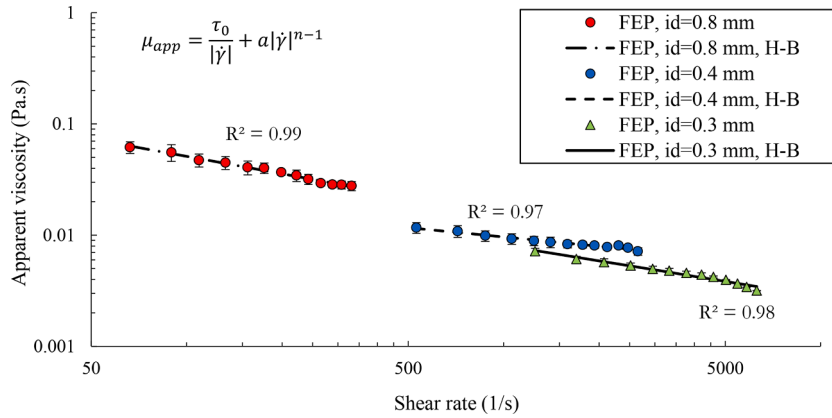 μ_app = τ_0/|γ̇| + a|γ̇|^{n−1}
FEP, id=0.8 mm
FEP, id=0.8 mm, H-B
FEP, id=0.4 mm
FEP, id=0.4 mm, H-B
FEP, id=0.3 mm
FEP, id=0.3 mm, H-B
Apparent viscosity (Pa.s)
1
0.1
0.01
0.001
R² = 0.99
R² = 0.97
R² = 0.98
50
500
5000
Shear rate (1/s)